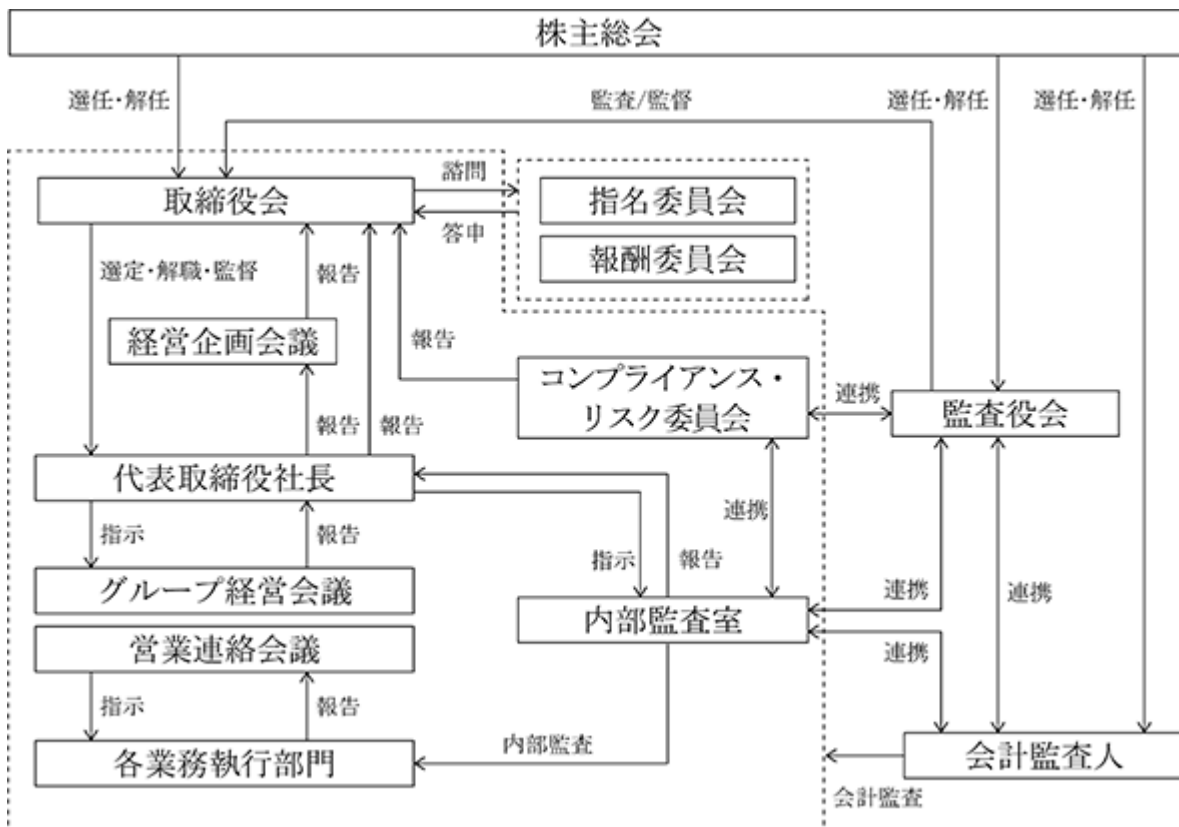 株主総会
選任・解任
監査/監督
選任・解任
選任・解任
取締役会
諮問
答申
指名委員会
報酬委員会
選定・解職・監督
報告
経営企画会議
報告
コンプライアンス・
リスク委員会
連携
監査役会
報告
報告
代表取締役社長
指示
報告
連携
指示
報告
グループ経営会議
内部監査室
連携
連携
連携
営業連絡会議
指示
報告
内部監査
各業務執行部門
会計監査人
会計監査